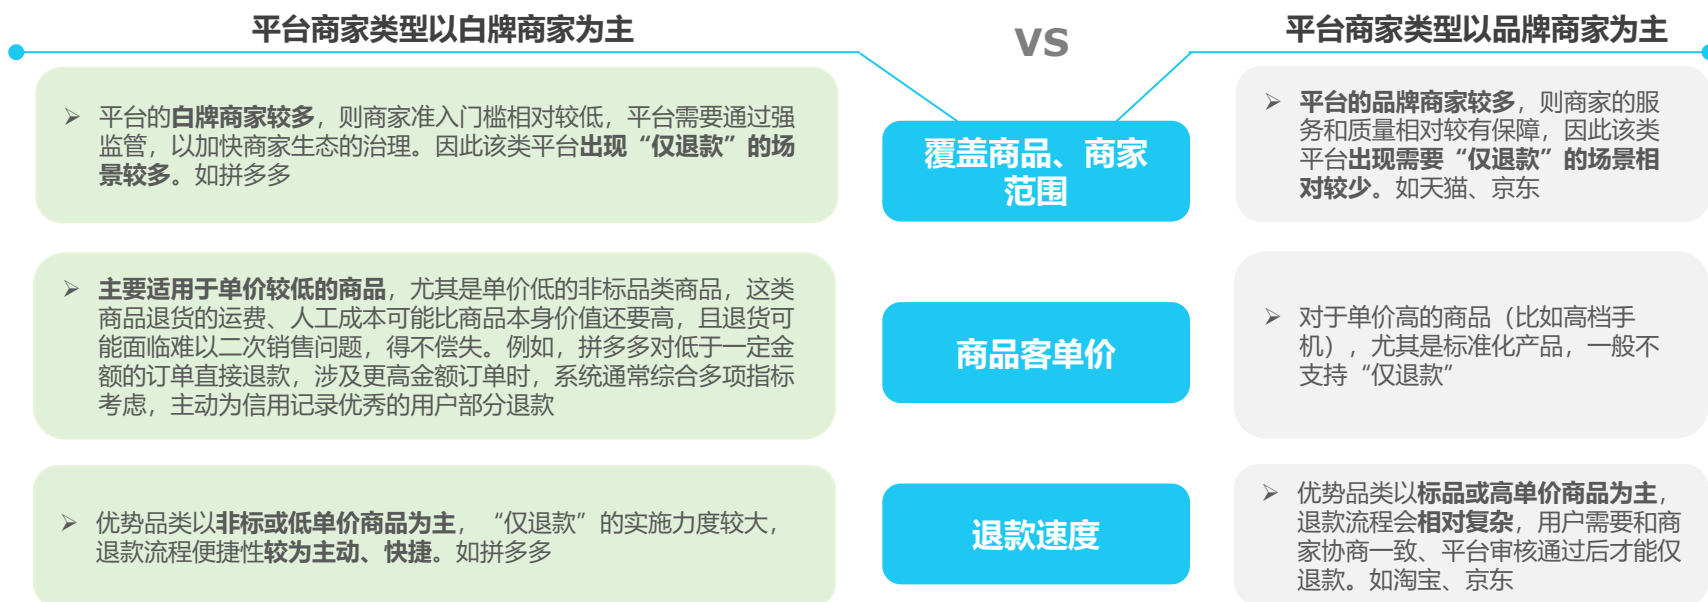 平台商家类型以白牌商家为主
VS
平台商家类型以品牌商家为主
➢ 平台的白牌商家较多，则商家准入门槛相对较低，平台需要通过强
监管，以加快商家生态的治理。因此该类平台出现“仅退款”的场
景较多。如拼多多
覆盖商品、商家
范围
➢ 平台的品牌商家较多，则商家的服
务和质量相对较有保障，因此该类
平台出现需要“仅退款”的场景相
对较少。如天猫、京东
➢ 主要适用于单价较低的商品，尤其是单价低的非标品类商品，这类
商品退货的运费、人工成本可能比商品本身价值还要高，且退货可
能面临难以二次销售问题，得不偿失。例如，拼多多对低于一定金
额的订单直接退款，涉及更高金额订单时，系统通常综合多项指标
考虑，主动为信用记录优秀的用户部分退款
商品客单价
➢ 对于单价高的商品（比如高档手
机），尤其是标准化产品，一般不
支持“仅退款”
➢ 优势品类以非标或低单价商品为主，“仅退款”的实施力度较大，
退款流程便捷性较为主动、快捷。如拼多多
退款速度
➢ 优势品类以标品或高单价商品为主，
退款流程会相对复杂，用户需要和商
家协商一致、平台审核通过后才能仅
退款。如淘宝、京东